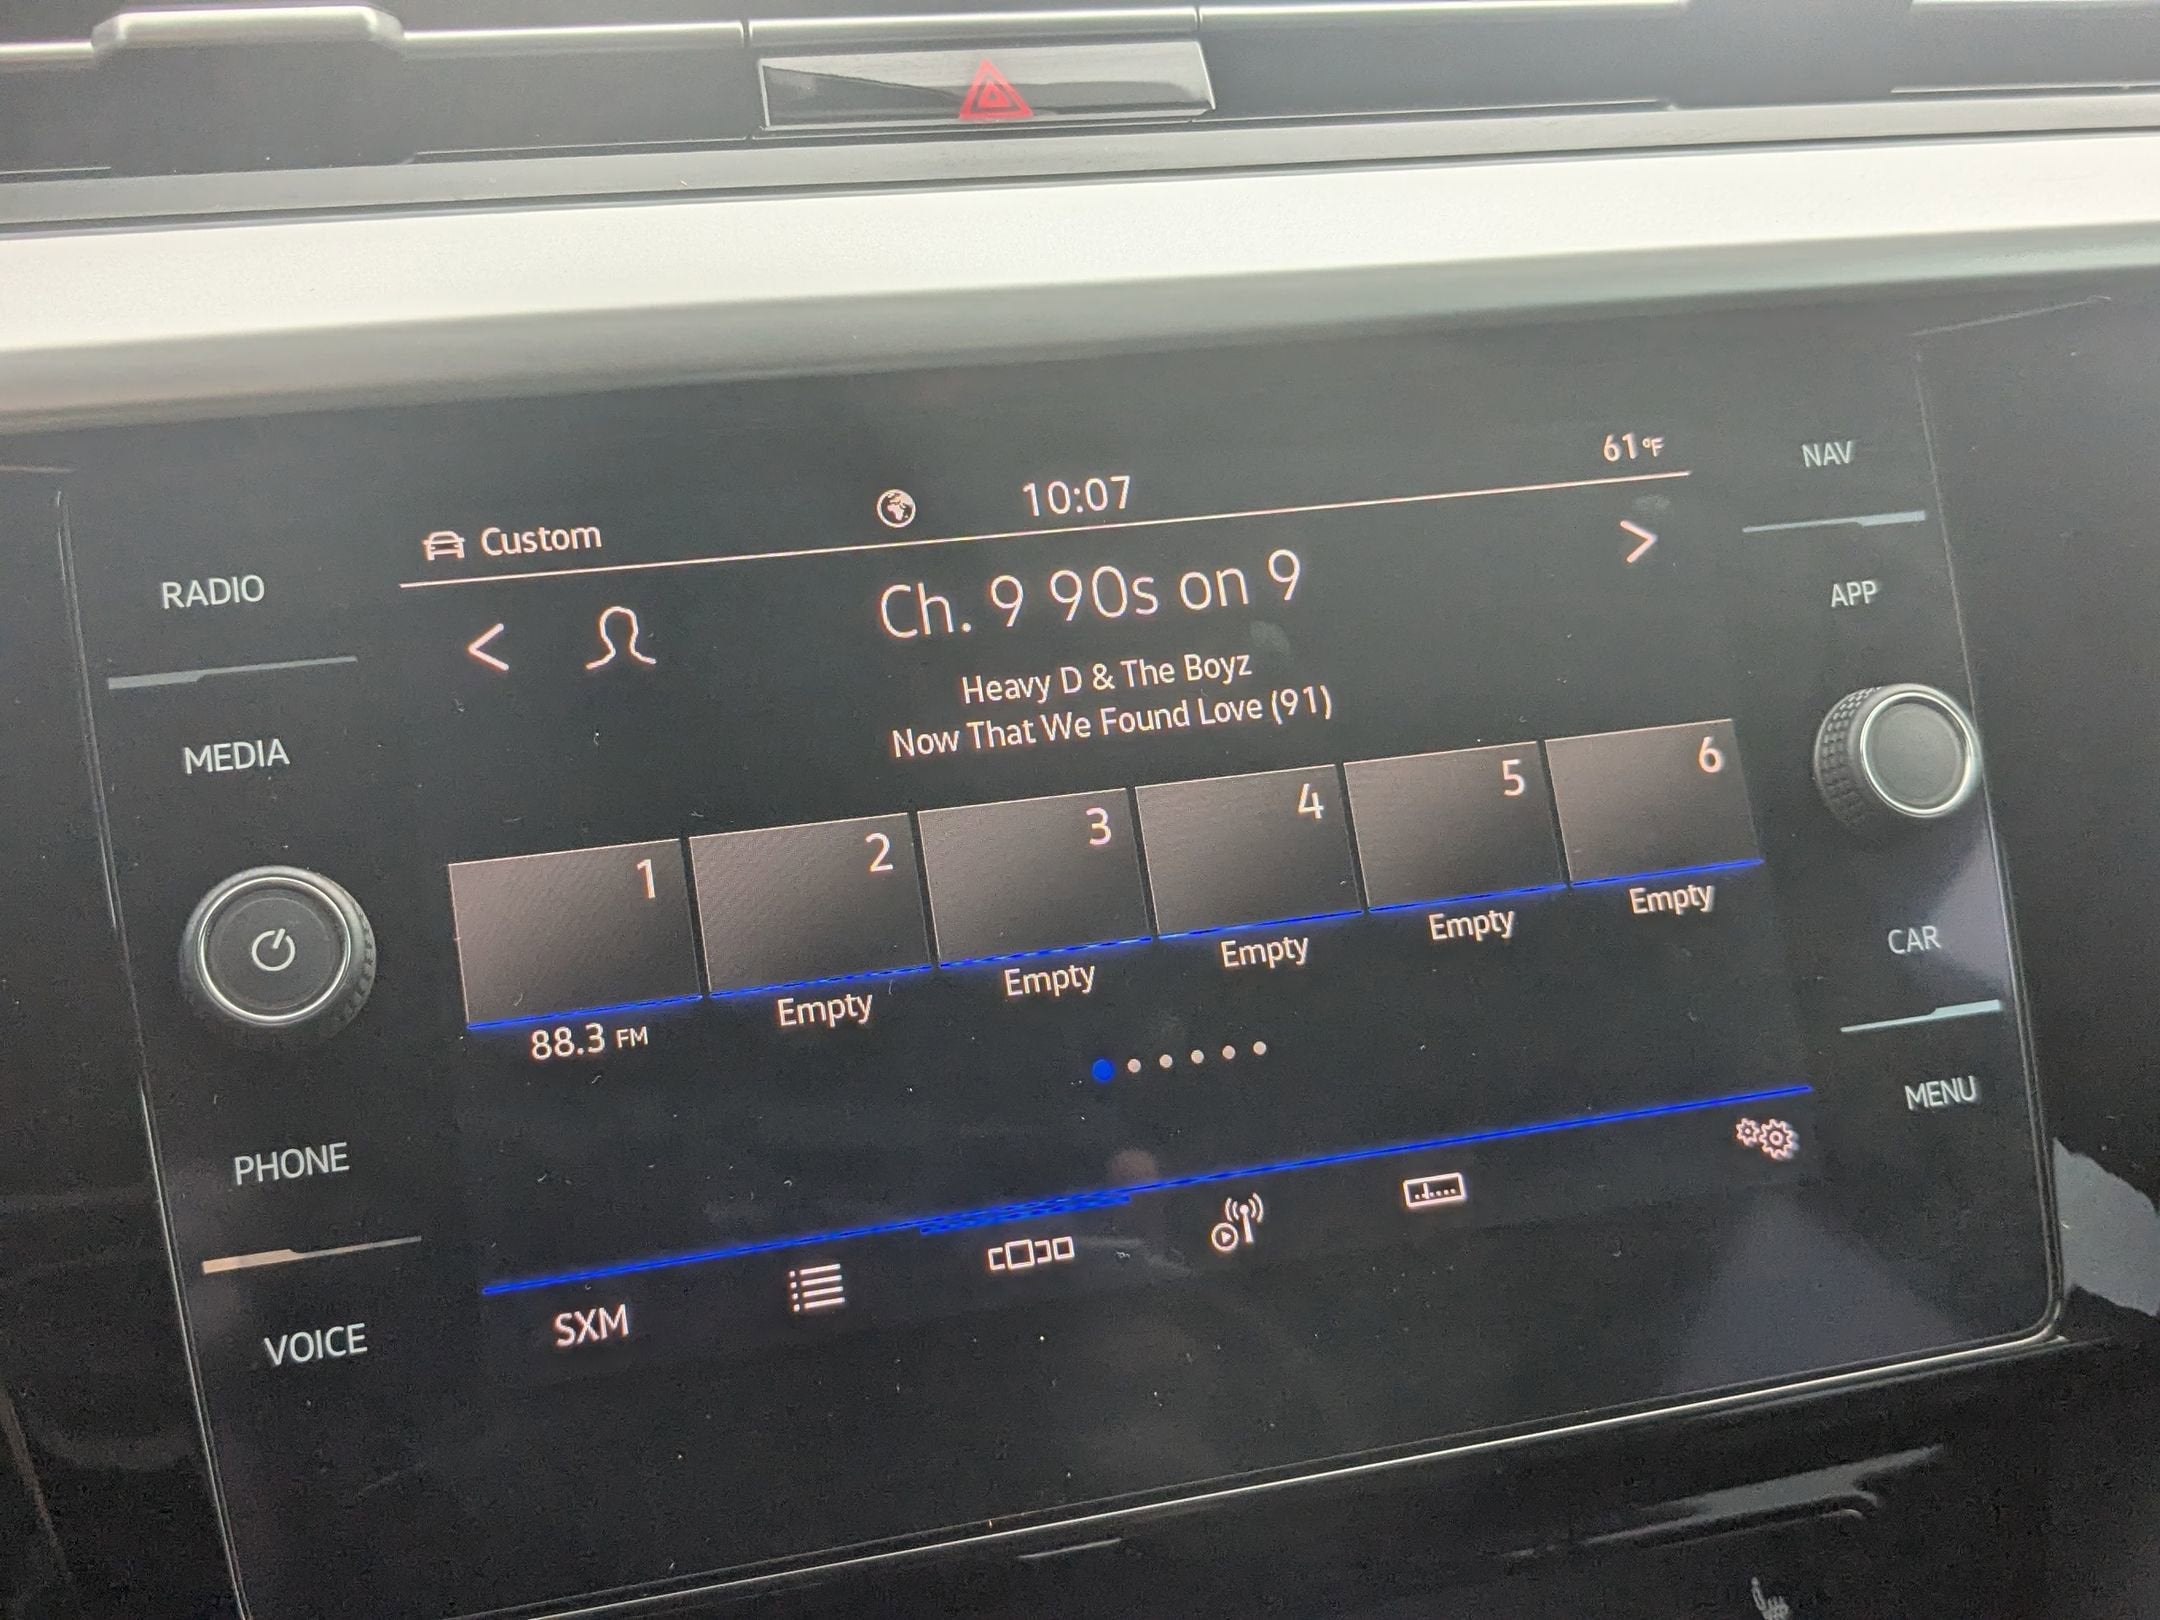 Custom
10:07
61°F
NAV
RADIO
Ch. 9 90s on 9
APP
Heavy D & The Boyz
Now That We Found Love (91)
MEDIA
1
2
3
4
5
6
88.3 FM
Empty
Empty
Empty
Empty
Empty
CAR
PHONE
MENU
VOICE
SXM